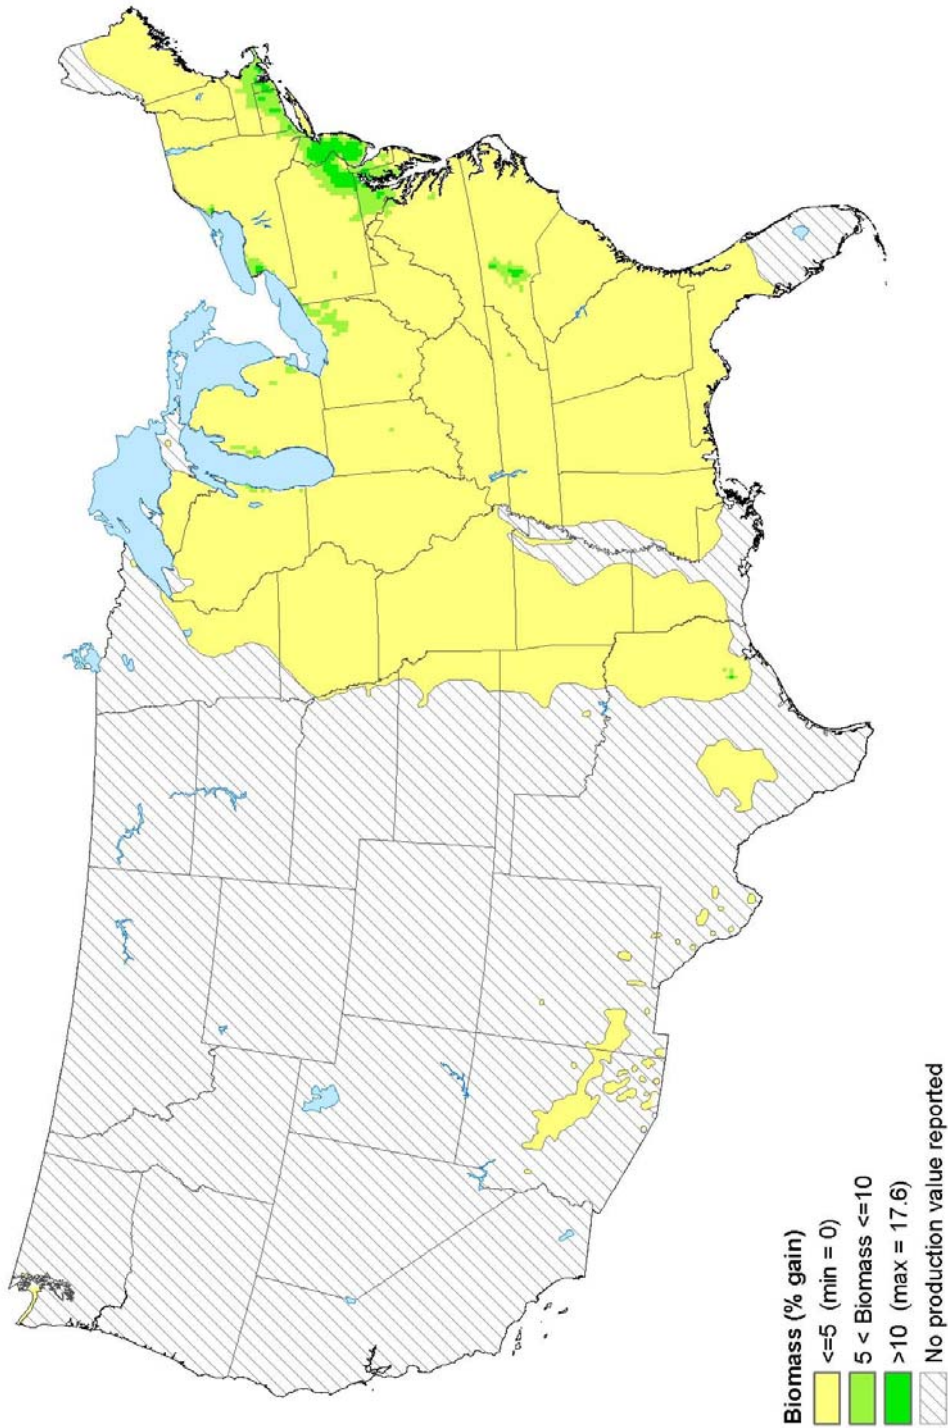 Biomass (% gain)
<=5 (min = 0)
5 < Biomass <=10
>10 (max = 17.6)
No production value reported